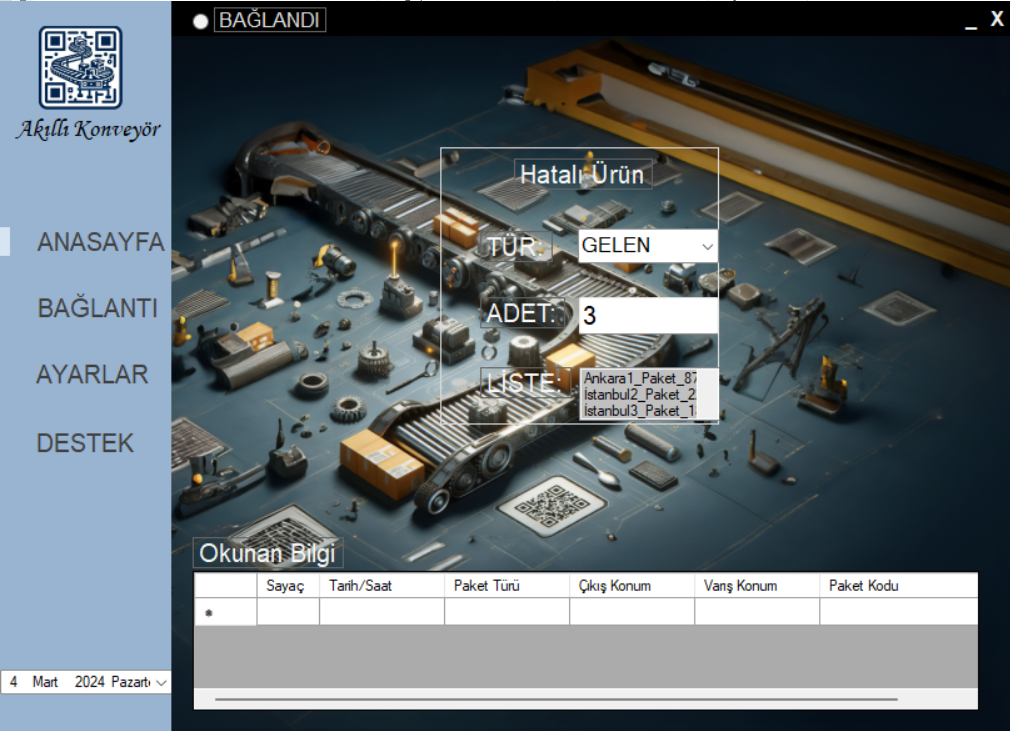 BAĞLANDI
_ X
Akıllı Konveyör
ANASAYFA
BAĞLANTI
AYARLAR
DESTEK
Hatalı Ürün
TÜR: GELEN
ADET: 3
LİSTE:
Ankara1_Paket_87
İstanbul2_Paket_2
İstanbul3_Paket_1
Okunan Bilgi
Sayaç Tarih/Saat Paket Türü Çıkış Konum Varış Konum Paket Kodu
4 Mart 2024 Pazarte